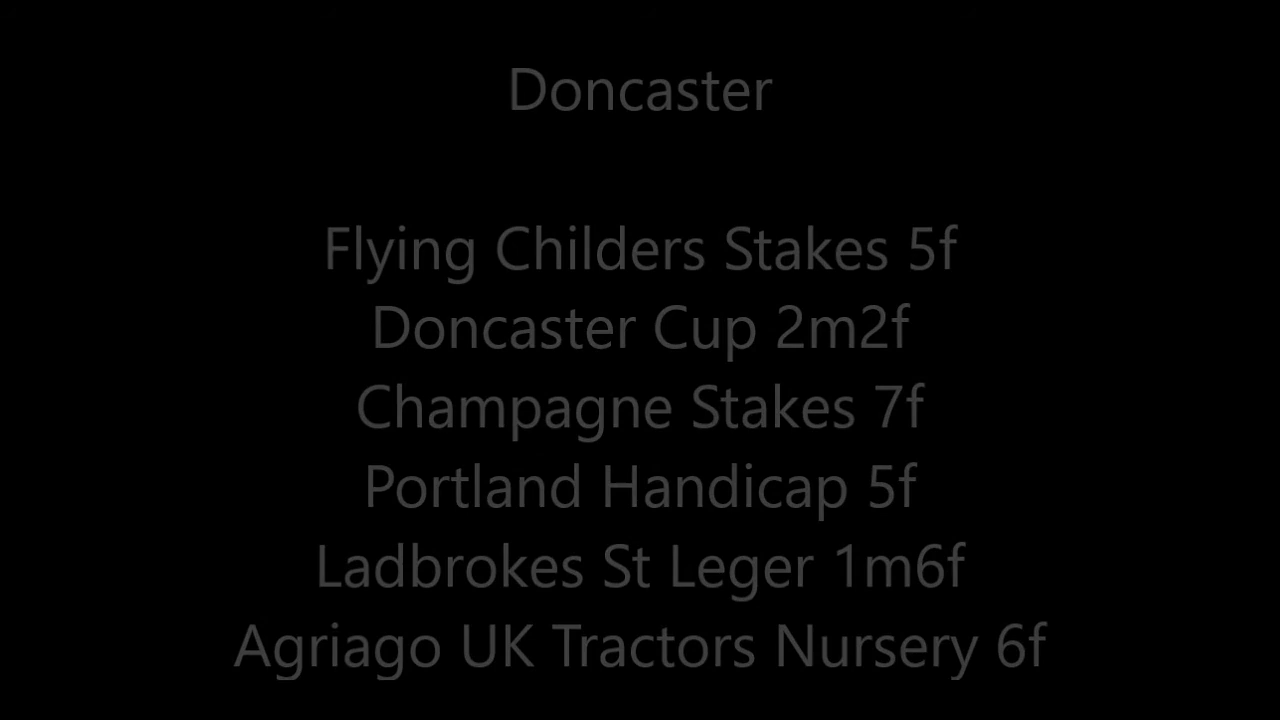 Doncaster
Flying Childers Stakes 5f
Doncaster Cup 2m2f
Champagne Stakes 7f
Portland Handicap 5f
Ladbrokes St Leger 1m6f
Agriago UK Tractors Nursery 6f